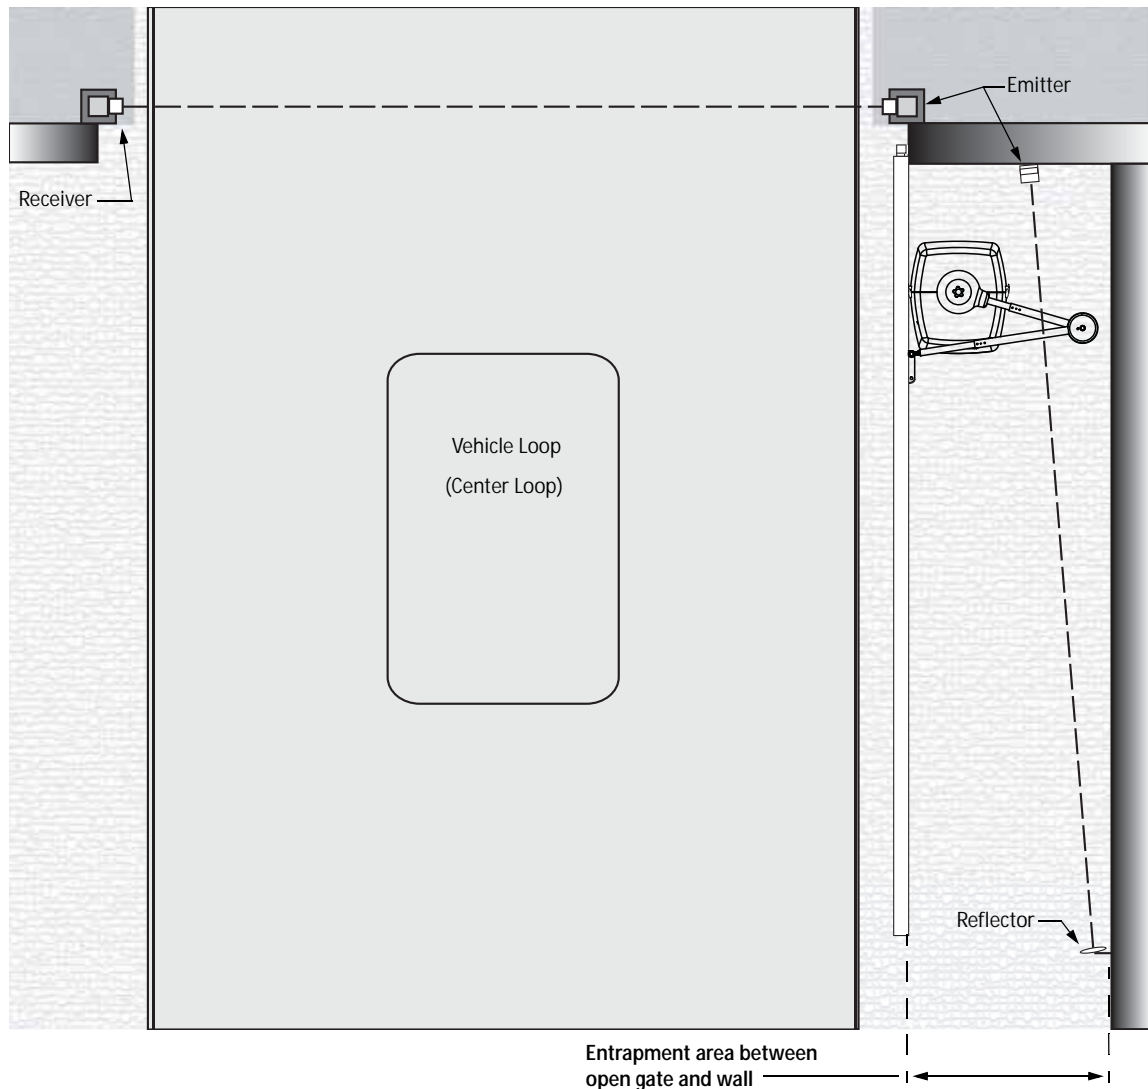 Emitter
Receiver
Vehicle Loop
(Center Loop)
Reflector
Entrapment area between
open gate and wall